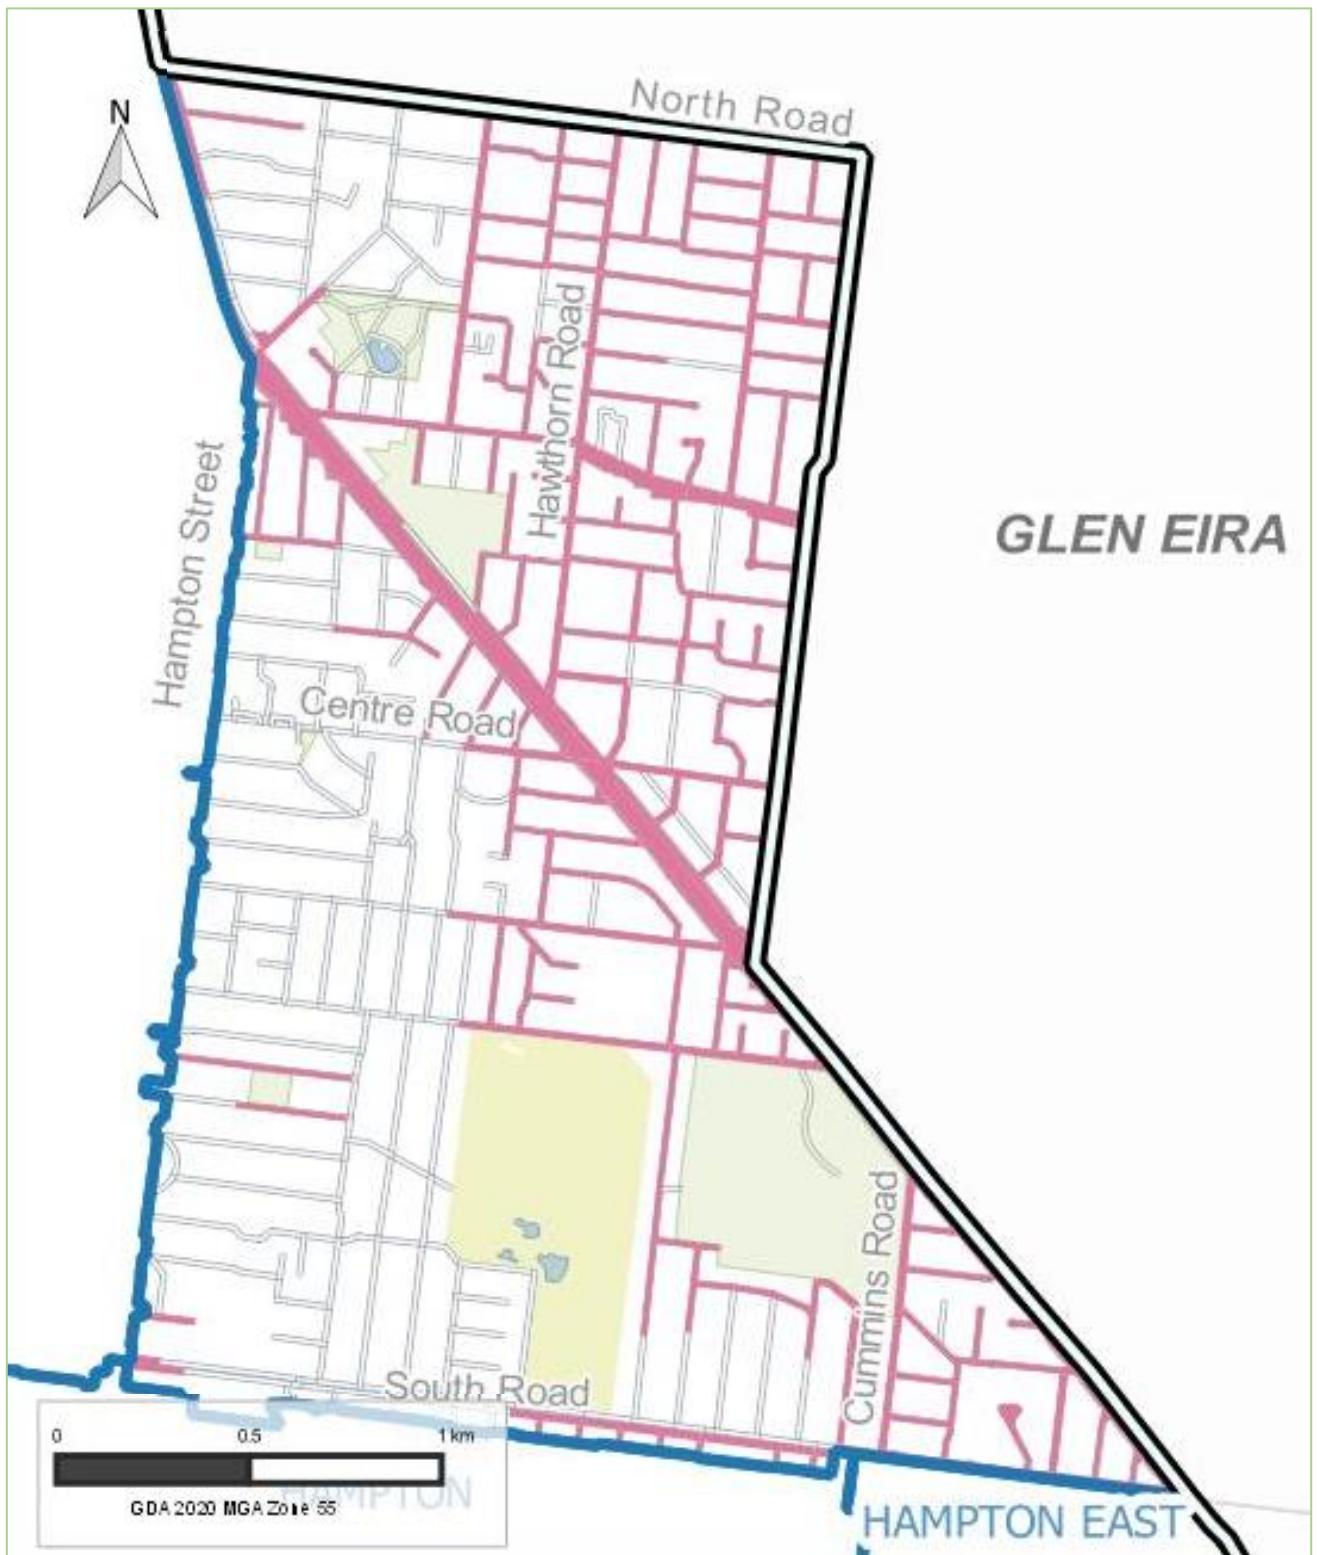 North Road
N
Hawthorn Road
Hampton Street
GLEN EIRA
Centre Road
Cummins Road
South Road
0 0.5 1 km
HAMPTON
GDA 2020 MGA Zone 55
HAMPTON EAST